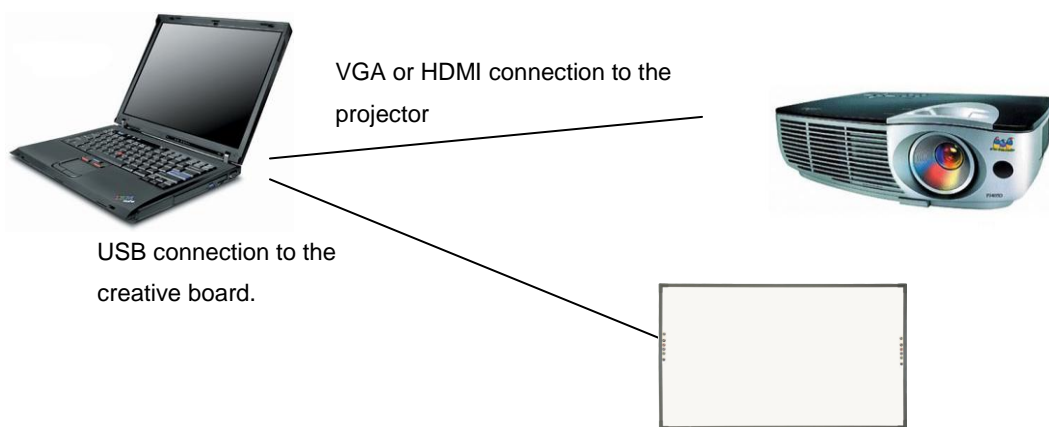 VGA or HDMI connection to the
projector
USB connection to the
creative board.